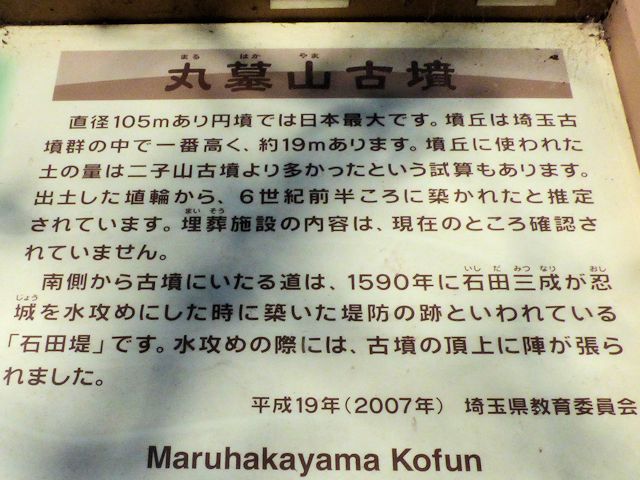 まる はか やま
丸墓山古墳
直径105mあり円墳では日本最大です。墳丘は埼玉古
墳群の中で一番高く、約19mあります。墳丘に使われた
土の量は二子山古墳より多かったという試算もあります。
出土した埴輪から、6世紀前半ころに築かれたと推定
されています。埋葬施設の内容は、現在のところ確認さ
れていません。
南側から古墳にいたる道は、1590年に石田三成が忍
城を水攻めにした時に築いた堤防の跡といわれている
「石田堤」です。水攻めの際には、古墳の頂上に陣が張ら
れました。
平成19年(2007年) 埼玉県教育委員会
Maruhakayama Kofun